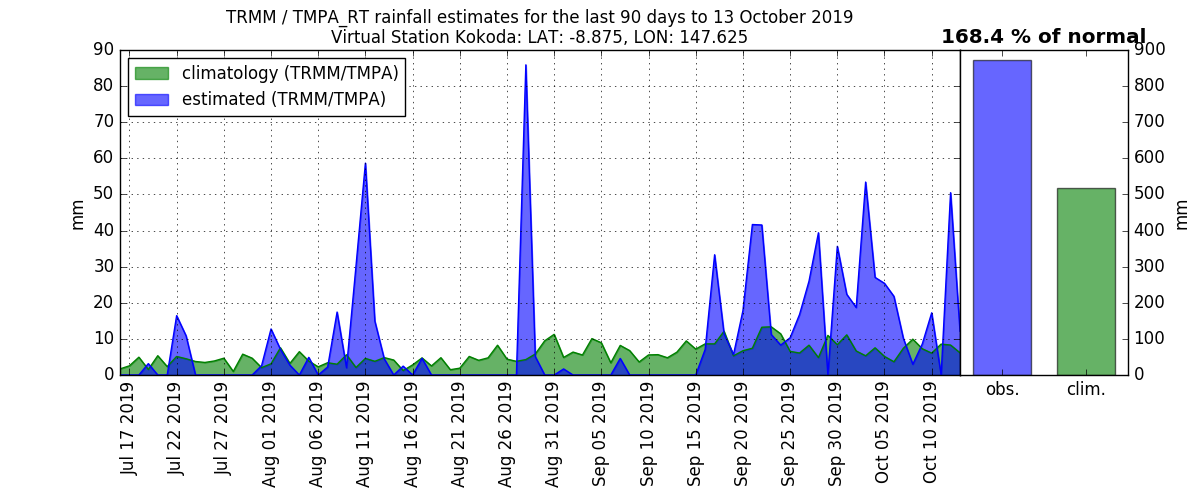 TRMM / TMPA_RT rainfall estimates for the last 90 days to 13 October 2019
Virtual Station Kokoda: LAT: -8.875, LON: 147.625
168.4 % of normal
climatology (TRMM/TMPA)
estimated (TRMM/TMPA)
90
80
70
60
50
40
30
20
10
0
mm
Jul 17 2019
Jul 22 2019
Jul 27 2019
Aug 01 2019
Aug 06 2019
Aug 11 2019
Aug 16 2019
Aug 21 2019
Aug 26 2019
Aug 31 2019
Sep 05 2019
Sep 10 2019
Sep 15 2019
Sep 20 2019
Sep 25 2019
Sep 30 2019
Oct 05 2019
Oct 10 2019
obs.
clim.
900
800
700
600
500
400
300
200
100
0
mm